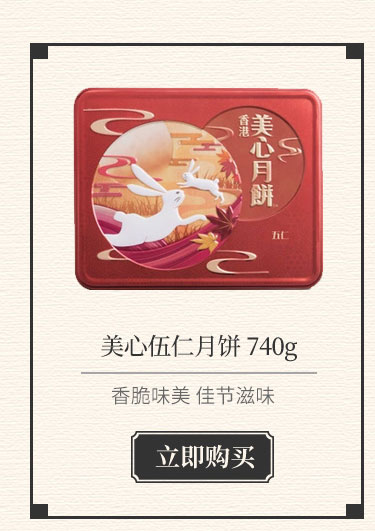 香港
美心月餅
五仁
美心伍仁月饼 740g
香脆味美 佳节滋味
立即购买